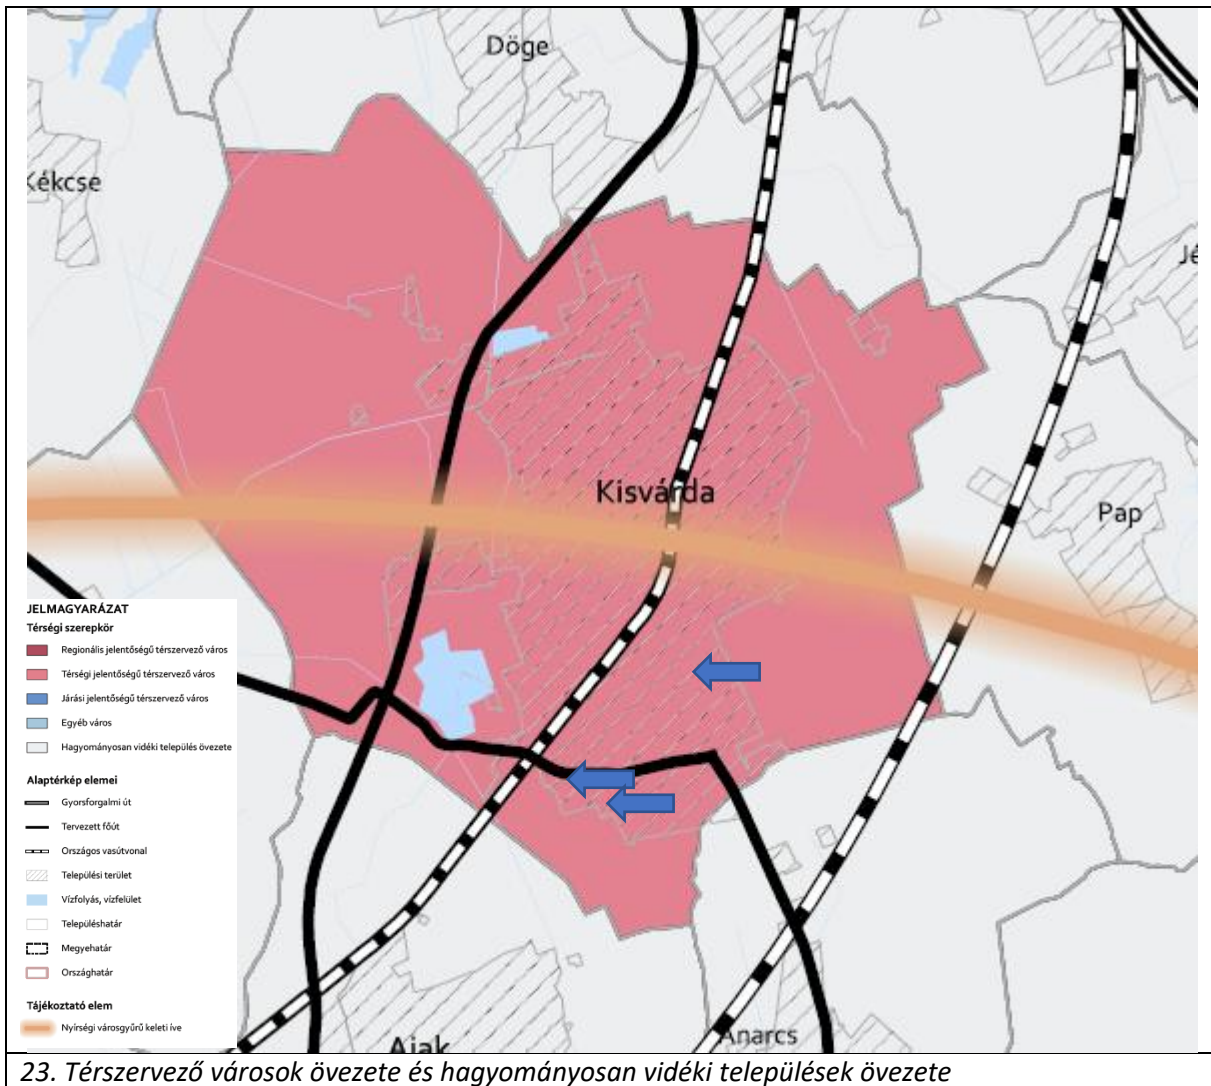 Döge
Kékcse
Jé
Kisvárda
Pap
JELMAGYARÁZAT
Térségi szerepkör
Regionális jelentőségű térszervező város
Térségi jelentőségű térszervező város
Járási jelentőségű térszervező város
Egyéb város
Hagyományosan vidéki település övezete
Alaptérkép elemei
Gyorsforgalmi út
Tervezett főút
Országos vasútvonal
Települési terület
Vízfolyás, vízfelület
Településhatár
Megyehatár
Országhatár
Tájékoztató elem
Nyírségi városgyűrű keleti íve
Ajak
Anarcs
23. Térszervező városok övezete és hagyományosan vidéki települések övezete